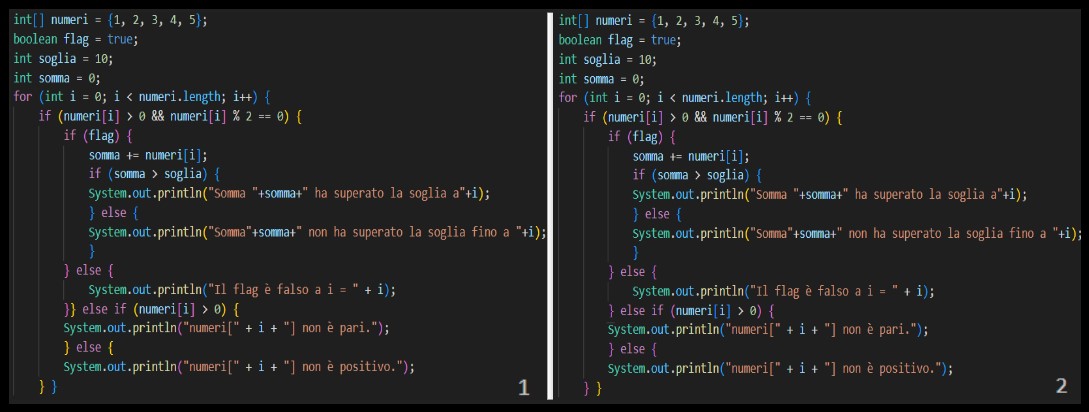 int[] numeri = {1, 2, 3, 4, 5};
boolean flag = true;
int soglia = 10;
int somma = 0;
for (int i = 0; i < numeri.length; i++) {
if (numeri[i] > 0 && numeri[i] % 2 == 0) {
if (flag) {
somma += numeri[i];
if (somma > soglia) {
System.out.println("Somma "+somma+" ha superato la soglia a"+i);
} else {
System.out.println("Somma"+somma+" non ha superato la soglia fino a "+i);
}
} else {
System.out.println("Il flag è falso a i = " + i);
}} else if (numeri[i] > 0) {
System.out.println("numeri[" + i + "] non è pari.");
} else {
System.out.println("numeri[" + i + "] non è positivo.");
} }
1
int[] numeri = {1, 2, 3, 4, 5};
boolean flag = true;
int soglia = 10;
int somma = 0;
for (int i = 0; i < numeri.length; i++) {
if (numeri[i] > 0 && numeri[i] % 2 == 0) {
if (flag) {
somma += numeri[i];
if (somma > soglia) {
System.out.println("Somma "+somma+" ha superato la soglia a"+i);
} else {
System.out.println("Somma"+somma+" non ha superato la soglia fino a "+i);
}
} else {
System.out.println("Il flag è falso a i = " + i);
} else if (numeri[i] > 0) {
System.out.println("numeri[" + i + "] non è pari.");
} else {
System.out.println("numeri[" + i + "] non è positivo.");
} }
2